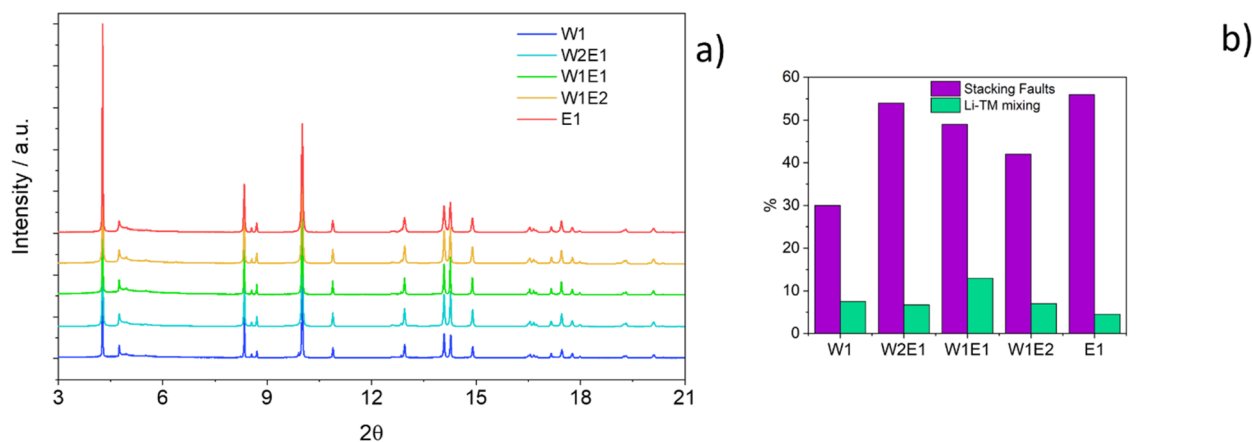 W1
W2E1
W1E1
W1E2
E1
a)
Intensity / a.u.
3 6 9 12 15 18 21
2θ
b)
60
50
40
30
20
10
0
%
Stacking Faults
Li-TM mixing
W1 W2E1 W1E1 W1E2 E1